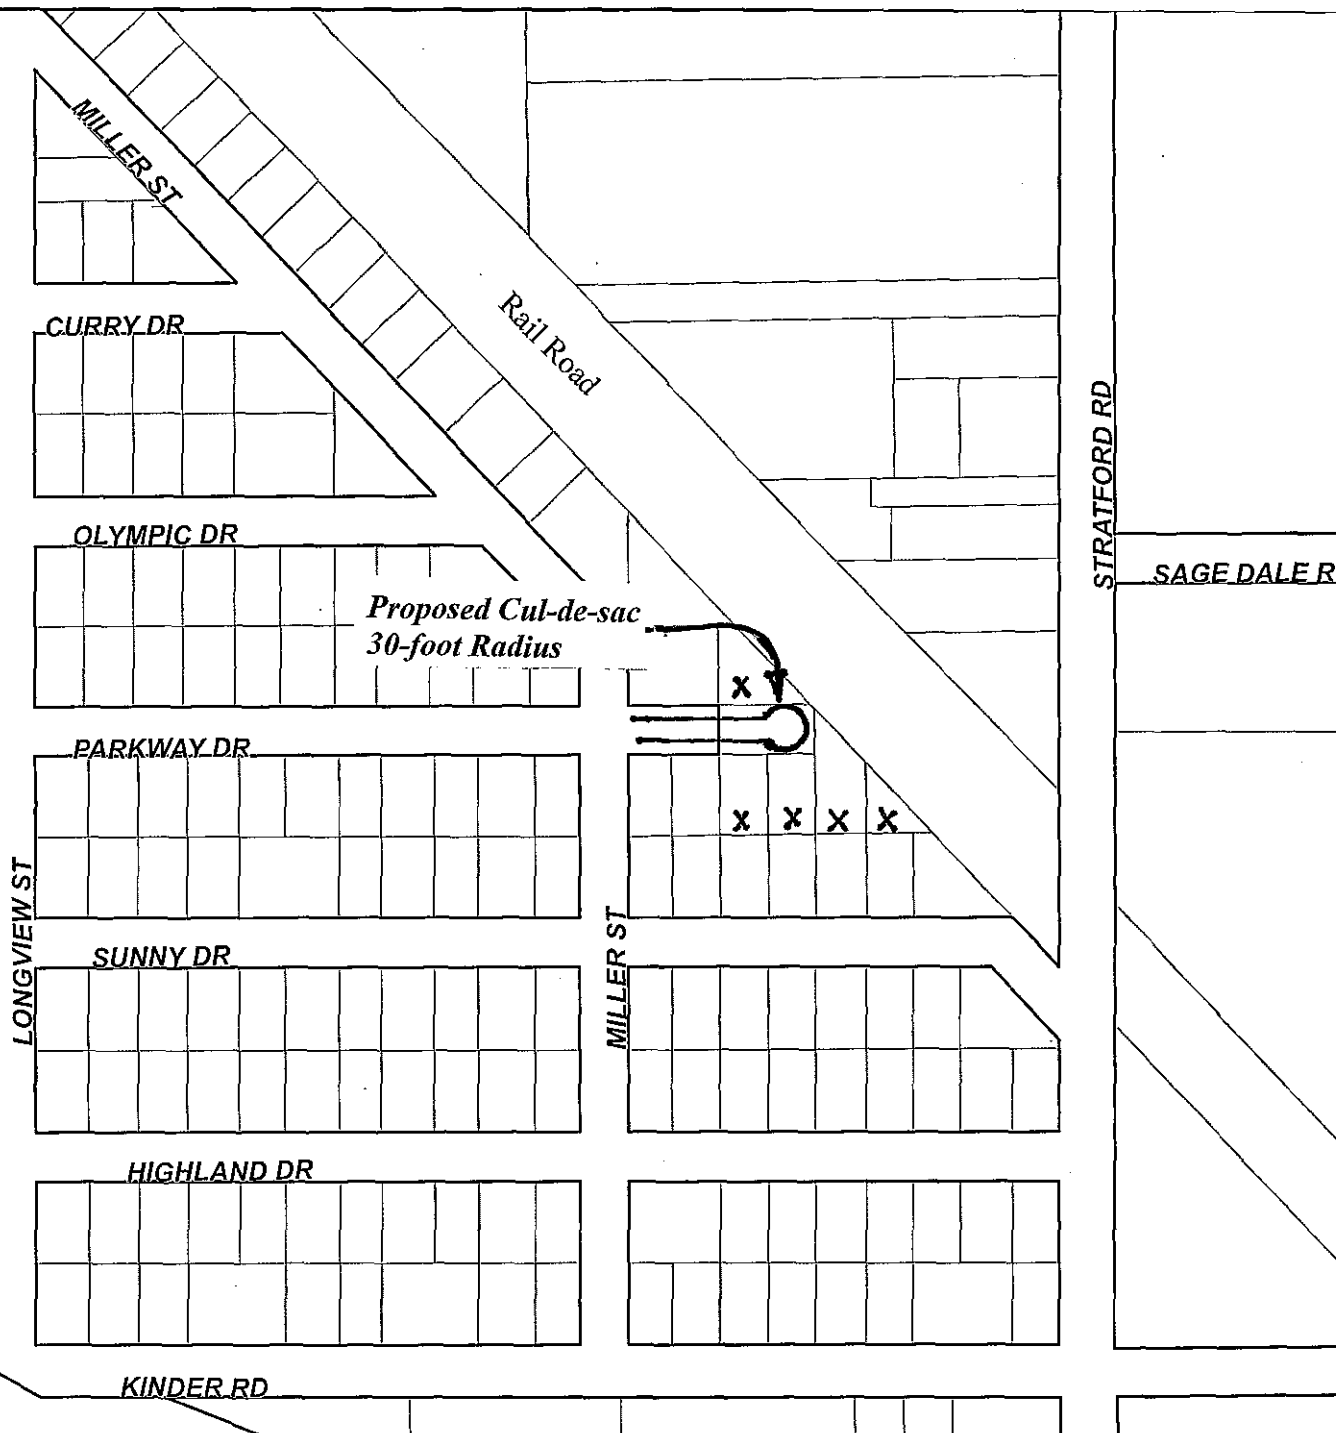 MILLER ST
CURRY DR
Rail Road
STRATFORD RD
OLYMPIC DR
SAGE DALE R
Proposed Cul-de-sac
30-foot Radius
X
PARKWAY DR
X X X X
LONGVIEW ST
MILLER ST
SUNNY DR
HIGHLAND DR
KINDER RD